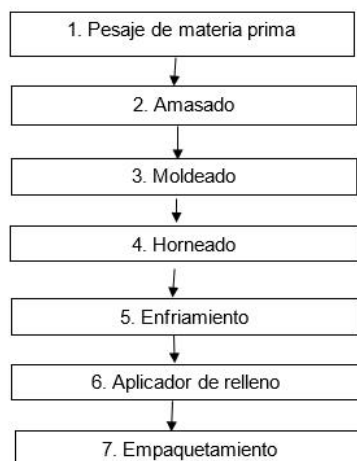 1. Pesaje de materia prima
2. Amasado
3. Moldeado
4. Horneado
5. Enfriamiento
6. Aplicador de relleno
7. Empaquetamiento